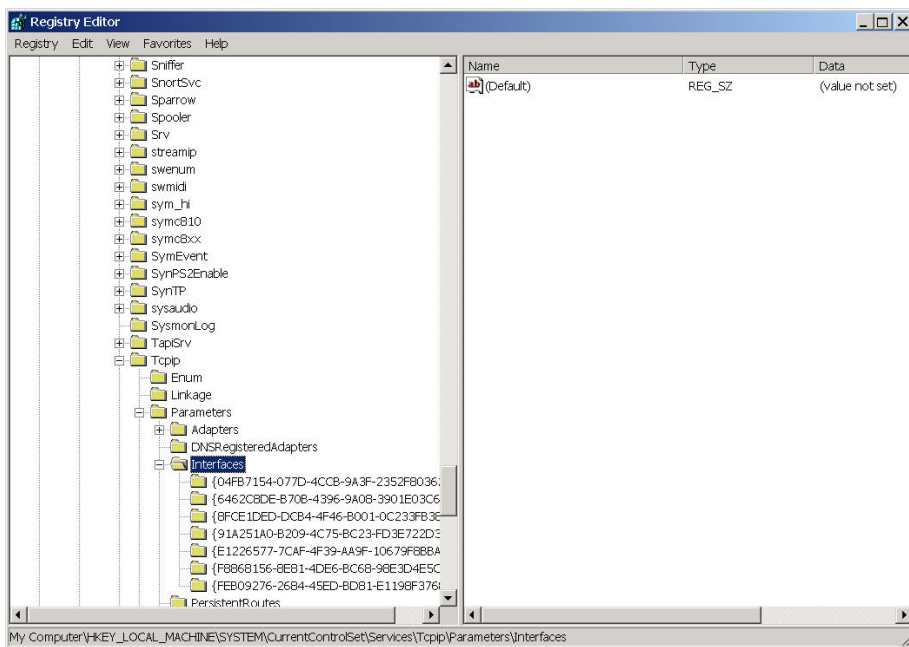 Registry Editor
Registry Edit View Favorites Help
Sniffer
SnortSvc
Sparrow
Spooler
Srv
streamip
swenum
swmidi
sym_hi
symc810
symc8xx
SymEvent
SynPS2Enable
SynTP
sysaudio
SysmonLog
TapiSrv
Tcpip
Enum
Linkage
Parameters
Adapters
DNSRegisteredAdapters
Interfaces
{04FB7154-077D-4CCB-9A3F-2352F8036
{6462C8DE-B70B-4396-9A08-3901E03C6
{8FCE1DED-DCB4-4F46-B001-0C233FB3
{91A251A0-B209-4C75-BC23-FD3E722D3
{E1226577-7CAF-4F39-AA9F-10679F8BBA
{F8868156-8E81-4DE6-BC68-98E3D4E5C
{FEB09276-2684-45ED-BD81-E1198F376
PersistentRoutes
Name Type Data
ab (Default) REG_SZ (value not set)
My Computer\HKEY_LOCAL_MACHINE\SYSTEM\CurrentControlSet\Services\Tcpip\Parameters\Interfaces